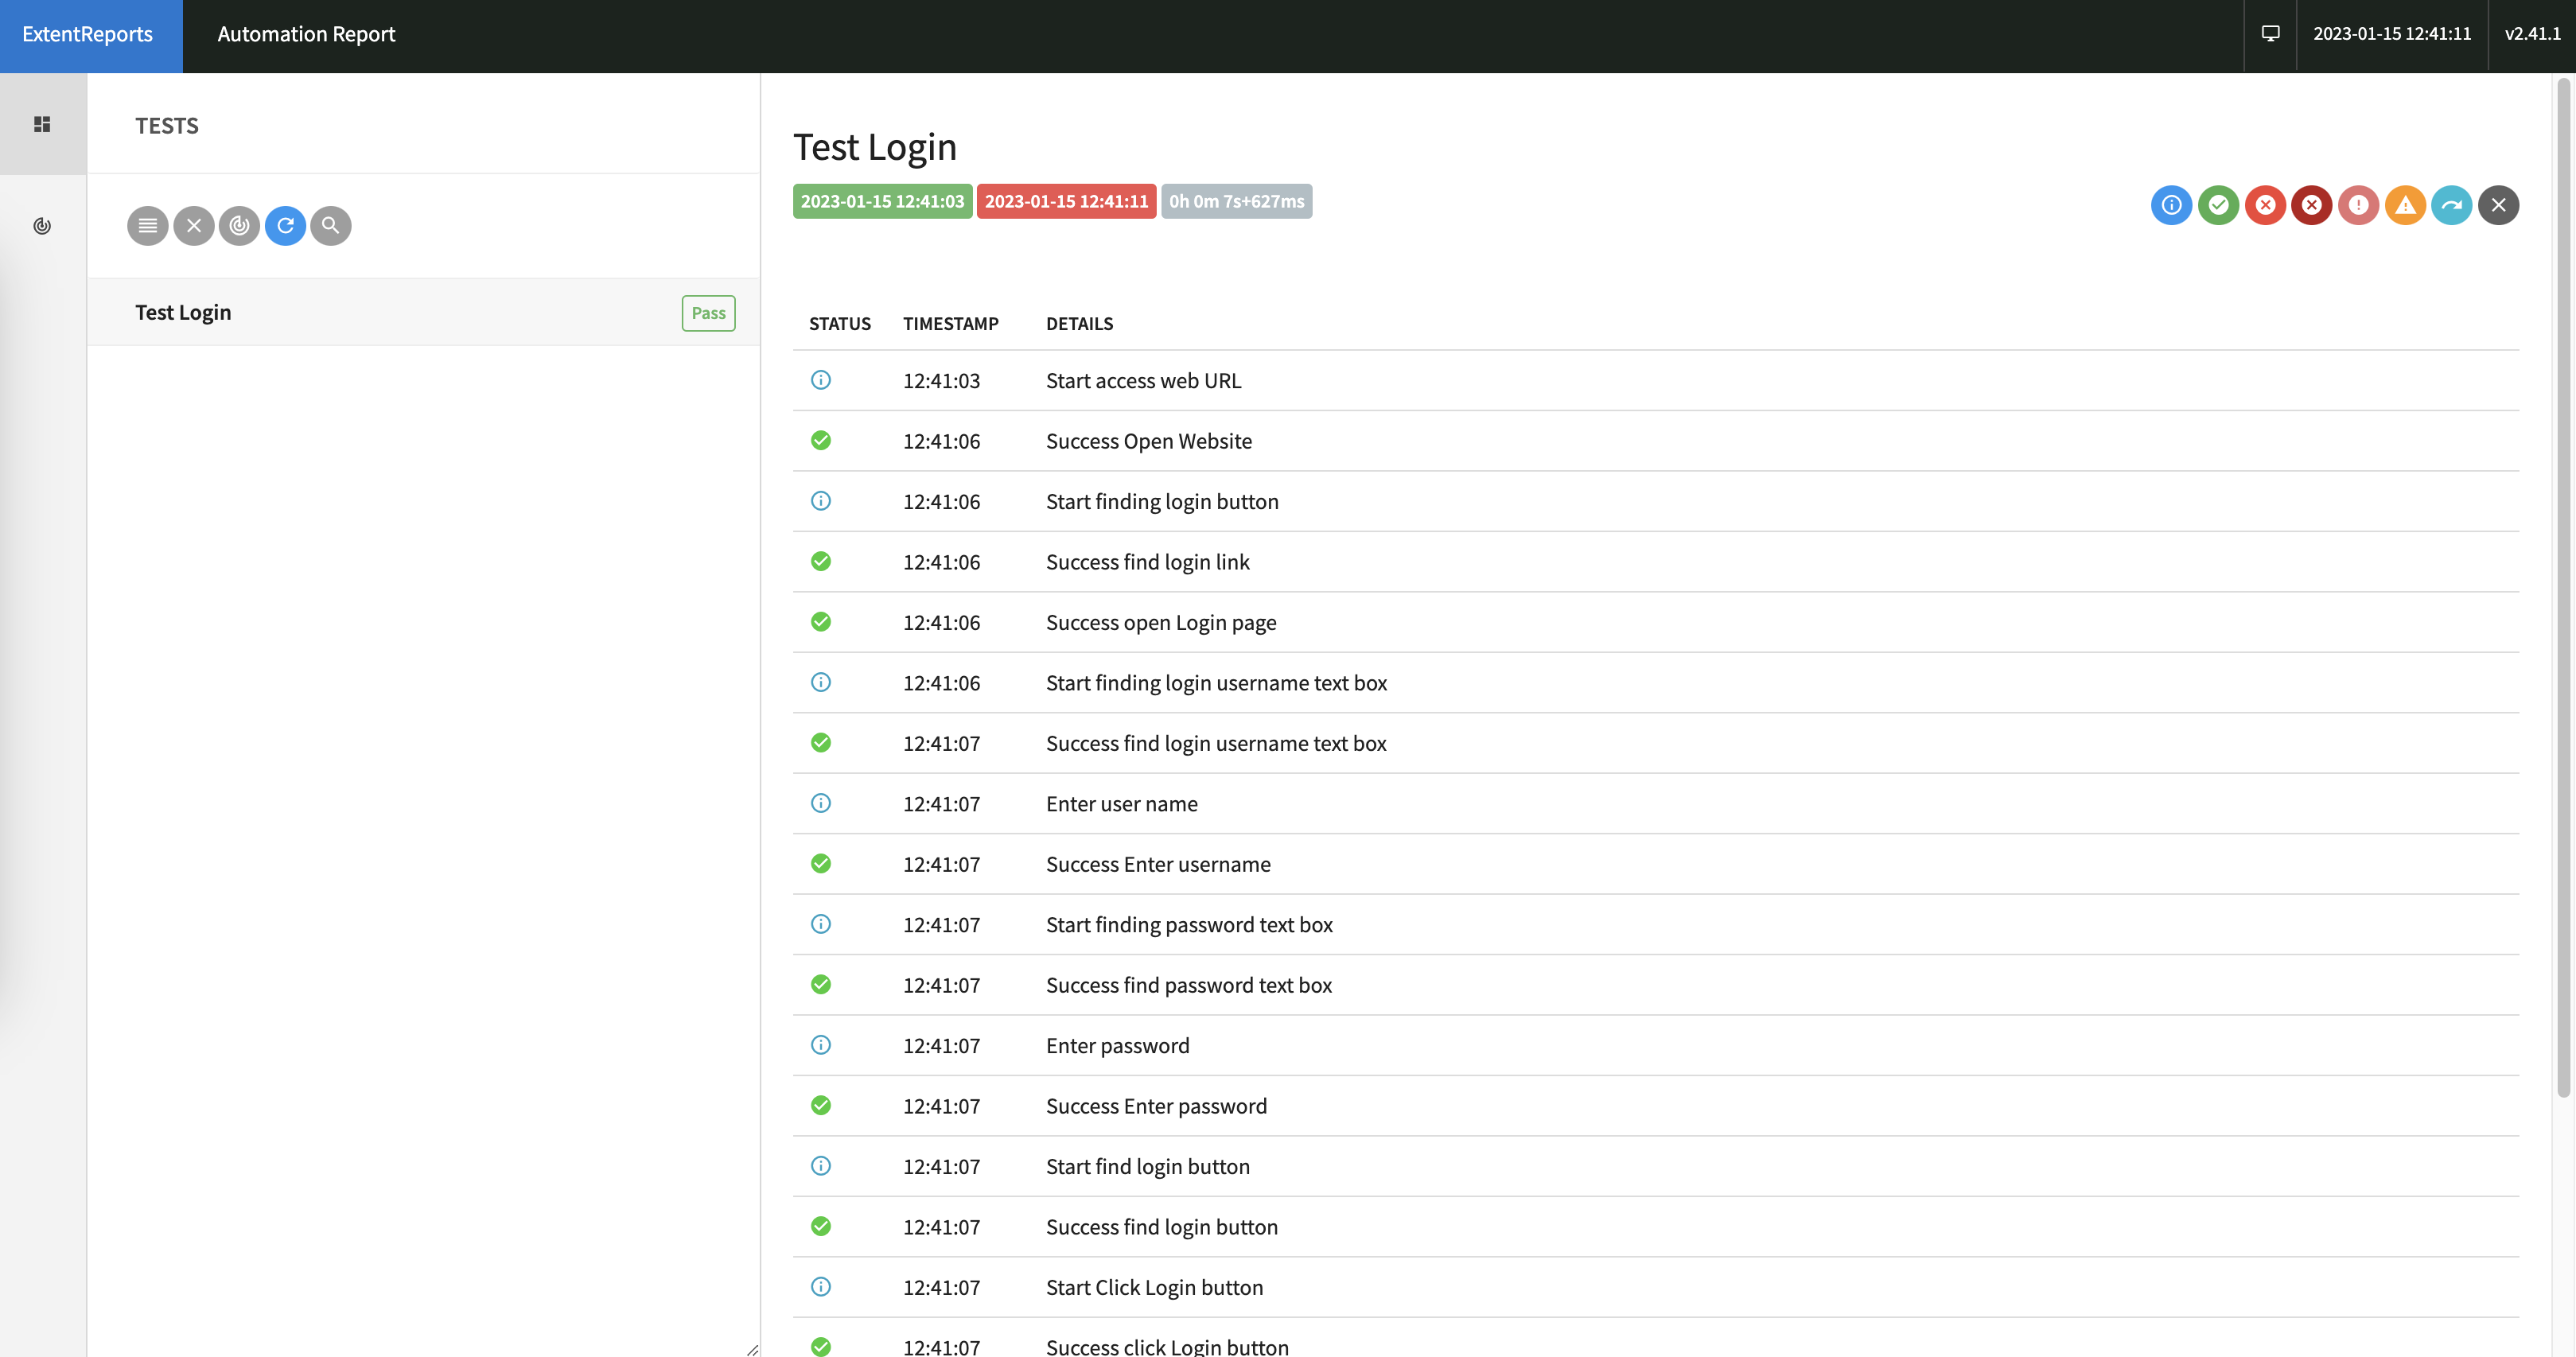 ExtentReports Automation Report 2023-01-15 12:41:11 v2.41.1
TESTS
Test Login Pass
Test Login
2023-01-15 12:41:03 2023-01-15 12:41:11 0h 0m 7s+627ms
STATUS TIMESTAMP DETAILS
12:41:03 Start access web URL
12:41:06 Success Open Website
12:41:06 Start finding login button
12:41:06 Success find login link
12:41:06 Success open Login page
12:41:06 Start finding login username text box
12:41:07 Success find login username text box
12:41:07 Enter user name
12:41:07 Success Enter username
12:41:07 Start finding password text box
12:41:07 Success find password text box
12:41:07 Enter password
12:41:07 Success Enter password
12:41:07 Start find login button
12:41:07 Success find login button
12:41:07 Start Click Login button
12:41:07 Success click Login button